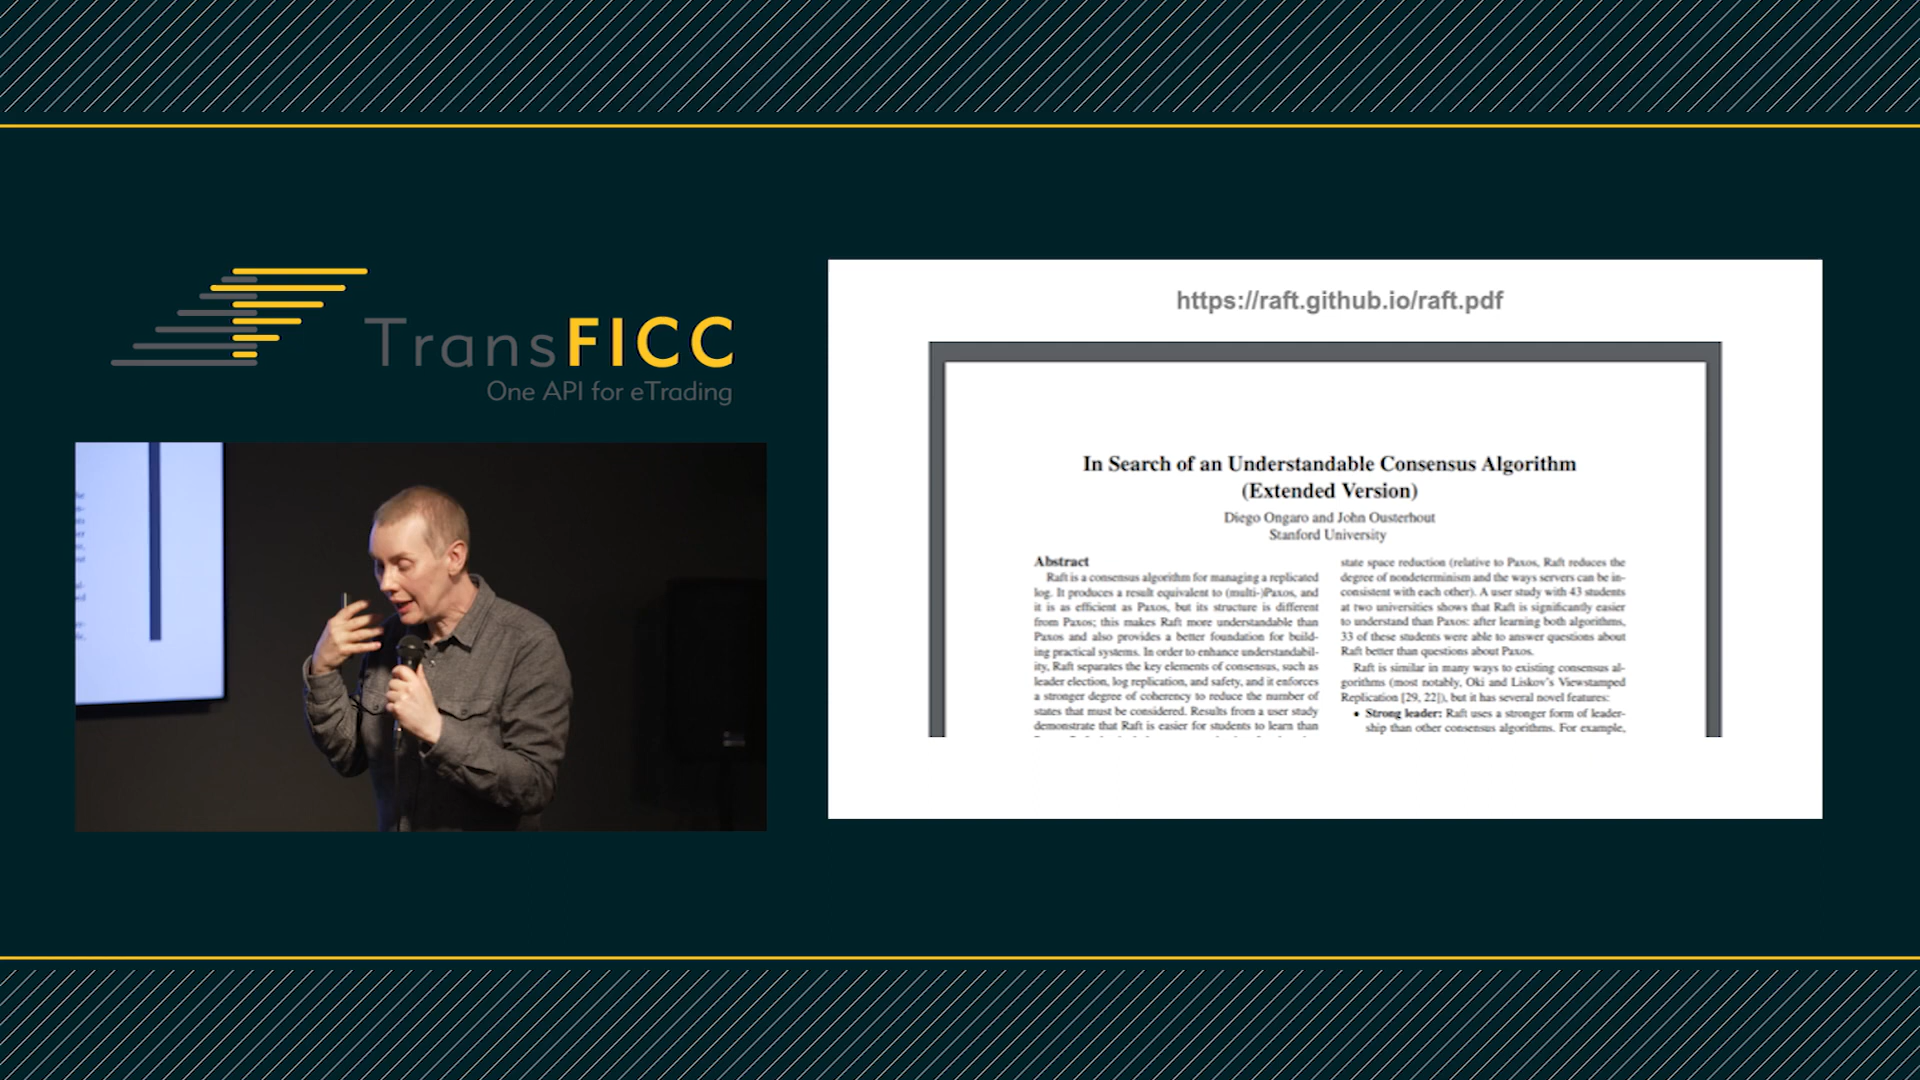 TransFICC
One API for eTrading
https://raft.github.io/raft.pdf
In Search of an Understandable Consensus Algorithm
(Extended Version)
Diego Ongaro and John Ousterhout
Stanford University
Abstract
Raft is a consensus algorithm for managing a replicated
log. It produces a result equivalent to (multi-)Paxos, and
it is as efficient as Paxos, but its structure is different
from Paxos; this makes Raft more understandable than
Paxos and also provides a better foundation for build-
ing practical systems. In order to enhance understandabil-
ity, Raft separates the key elements of consensus, such as
leader election, log replication, and safety, and it enforces
a stronger degree of coherency to reduce the number of
states that must be considered. Results from a user study
demonstrate that Raft is easier for students to learn than
state space reduction (relative to Paxos, Raft reduces the
degree of nondeterminism and the ways servers can be in-
consistent with each other). A user study with 43 students
at two universities shows that Raft is significantly easier
to understand than Paxos: after learning both algorithms,
33 of these students were able to answer questions about
Raft better than questions about Paxos.
Raft is similar in many ways to existing consensus al-
gorithms (most notably, Oki and Liskov's Viewstamped
Replication [29, 22]), but it has several novel features:
• Strong leader: Raft uses a stronger form of leader-
ship than other consensus algorithms. For example,